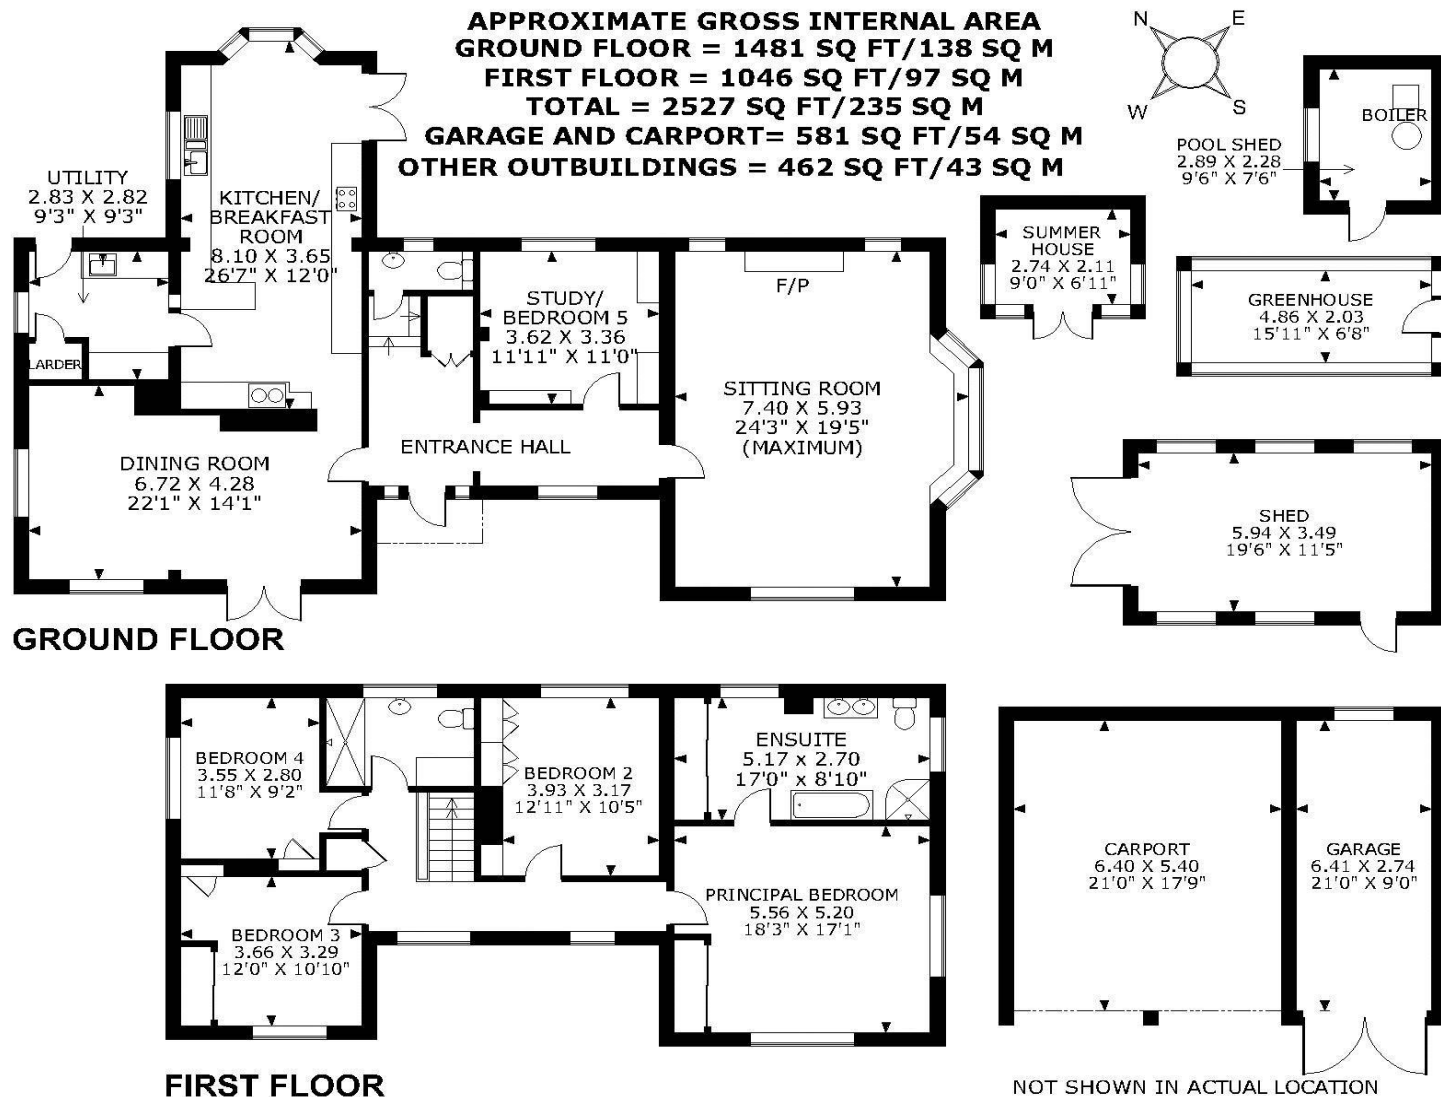 APPROXIMATE GROSS INTERNAL AREA
GROUND FLOOR = 1481 SQ FT/138 SQ M
FIRST FLOOR = 1046 SQ FT/97 SQ M
TOTAL = 2527 SQ FT/235 SQ M
GARAGE AND CARPORT= 581 SQ FT/54 SQ M
OTHER OUTBUILDINGS = 462 SQ FT/43 SQ M
N
E
W
S
BOILER
POOL SHED
2.89 X 2.28
9'6" X 7'6"
UTILITY
2.83 X 2.82
9'3" X 9'3"
KITCHEN/
BREAKFAST
ROOM
8.10 X 3.65
26'7" X 12'0"
SUMMER
HOUSE
2.74 X 2.11
9'0" X 6'11"
F/P
STUDY/
BEDROOM 5
3.62 X 3.36
11'11" X 11'0"
GREENHOUSE
4.86 X 2.03
15'11" X 6'8"
LARDER
SITTING ROOM
7.40 X 5.93
24'3" X 19'5"
(MAXIMUM)
ENTRANCE HALL
DINING ROOM
6.72 X 4.28
22'1" X 14'1"
SHED
5.94 X 3.49
19'6" X 11'5"
GROUND FLOOR
BEDROOM 4
3.55 X 2.80
11'8" X 9'2"
BEDROOM 2
3.93 X 3.17
12'11" X 10'5"
ENSUITE
5.17 x 2.70
17'0" x 8'10"
CARPORT
6.40 X 5.40
21'0" X 17'9"
GARAGE
6.41 X 2.74
21'0" X 9'0"
PRINCIPAL BEDROOM
5.56 X 5.20
18'3" X 17'1"
BEDROOM 3
3.66 X 3.29
12'0" X 10'10"
FIRST FLOOR
NOT SHOWN IN ACTUAL LOCATION